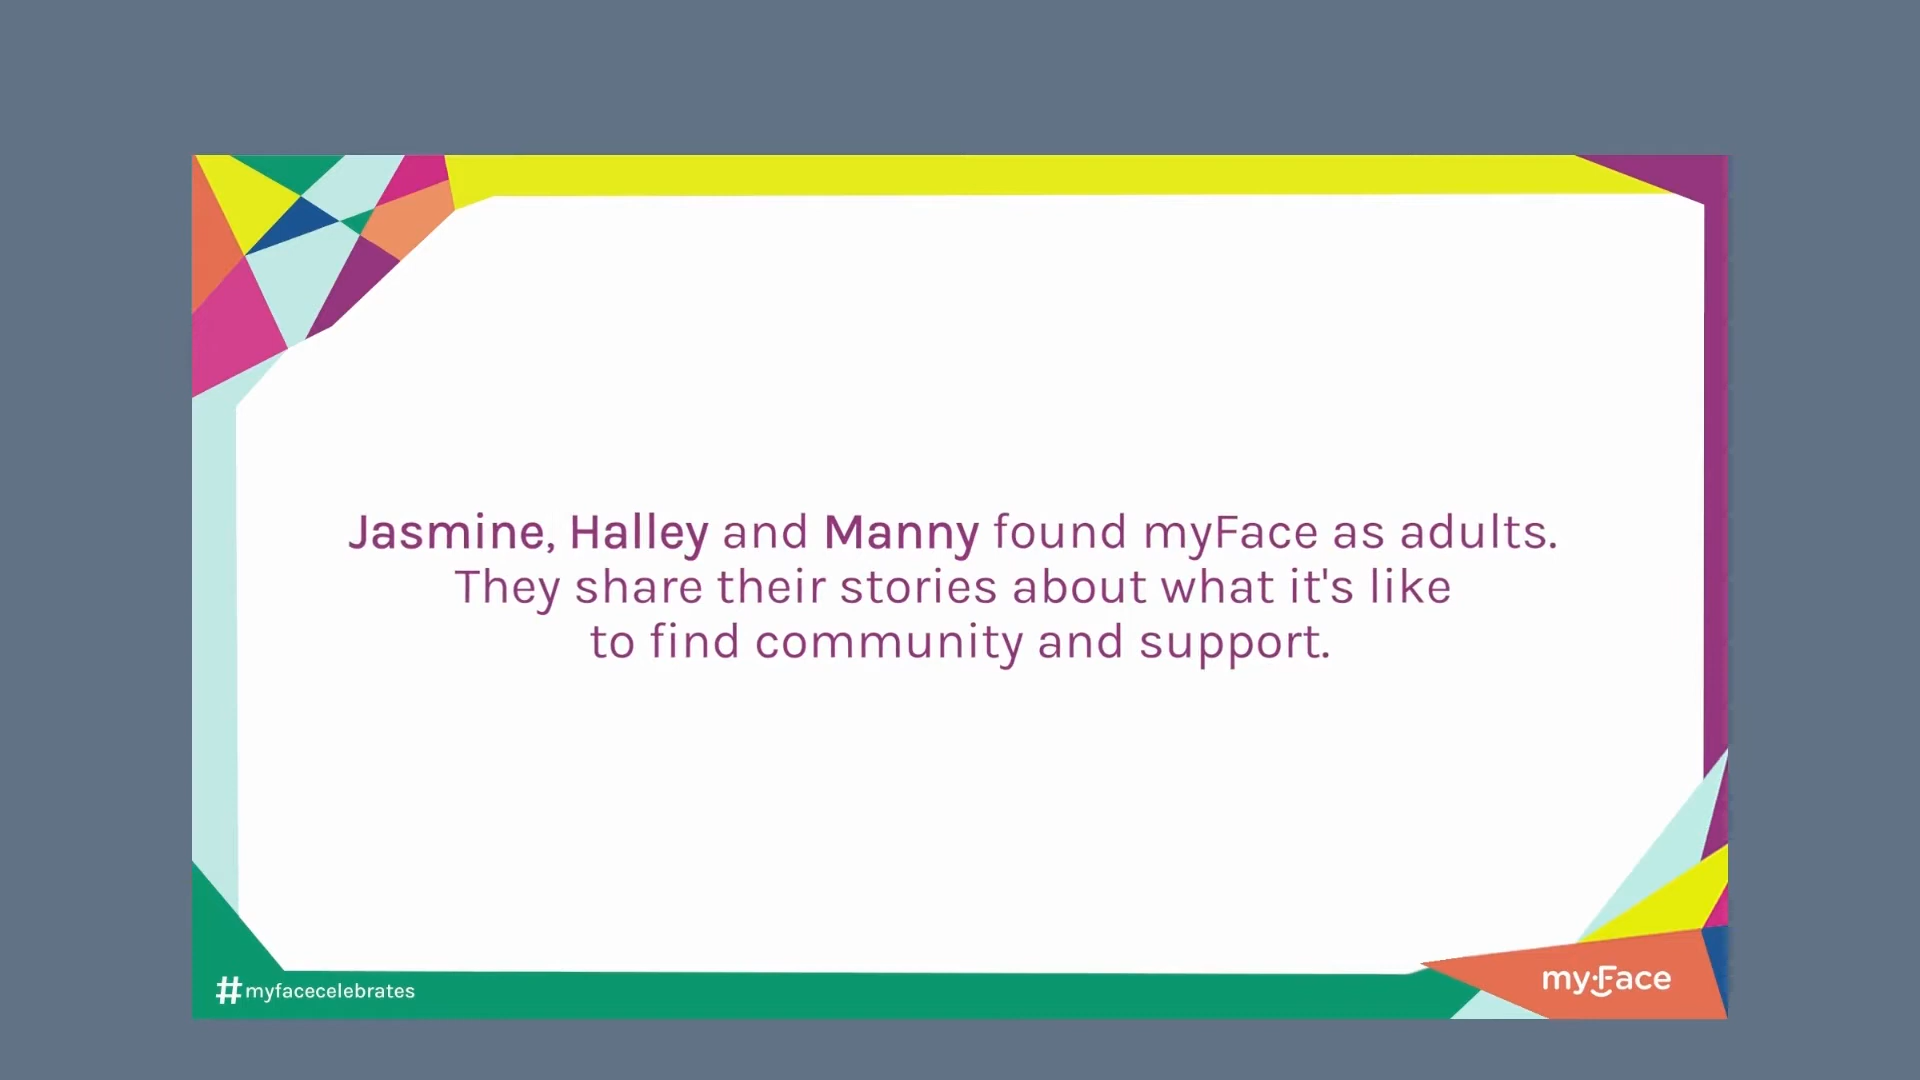 Jasmine, Halley and Manny found myFace as adults.
They share their stories about what it's like
to find community and support.
#myfacecelebrates
myFace